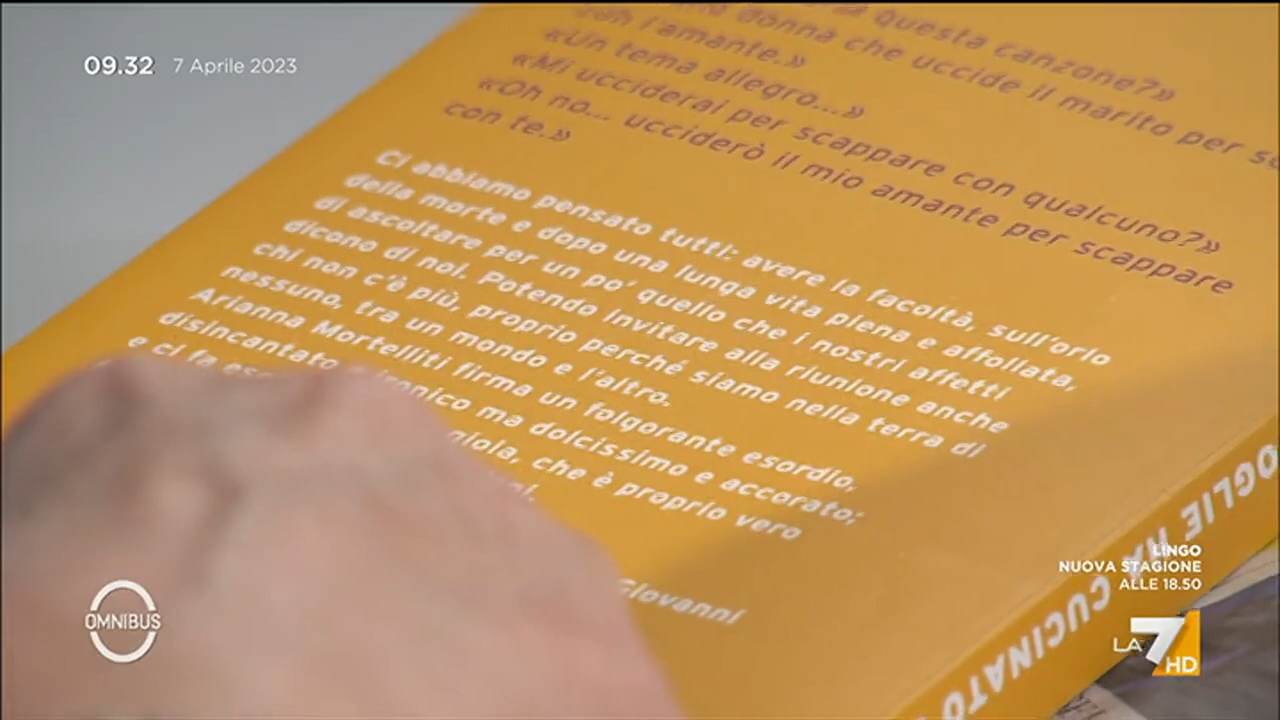 09.32 7 Aprile 2023
questa canzone?»
donna che uccide il marito per
l'amante.»
«Un tema allegro...»
«Mi ucciderai per scappare con qualcuno?»
«Oh no... ucciderò il mio amante per scappare
con te.»
Ci abbiamo pensato tutti: avere la facoltà, sull'orlo
della morte e dopo una lunga vita piena e affollata,
di ascoltare per un po' quello che i nostri affetti
dicono di noi. Potendo invitare alla riunione anche
chi non c'è più, proprio perché siamo nella terra di
nessuno, tra un mondo e l'altro.
Arianna Mortelliti firma un folgorante esordio,
disincantato ironico ma dolcissimo e accorato;
e ci fa che è proprio vero
Giovanni
OGLIE HA CUCINATO
LINGO
NUOVA STAGIONE
ALLE 18.50
OMNIBUS
LA7 HD